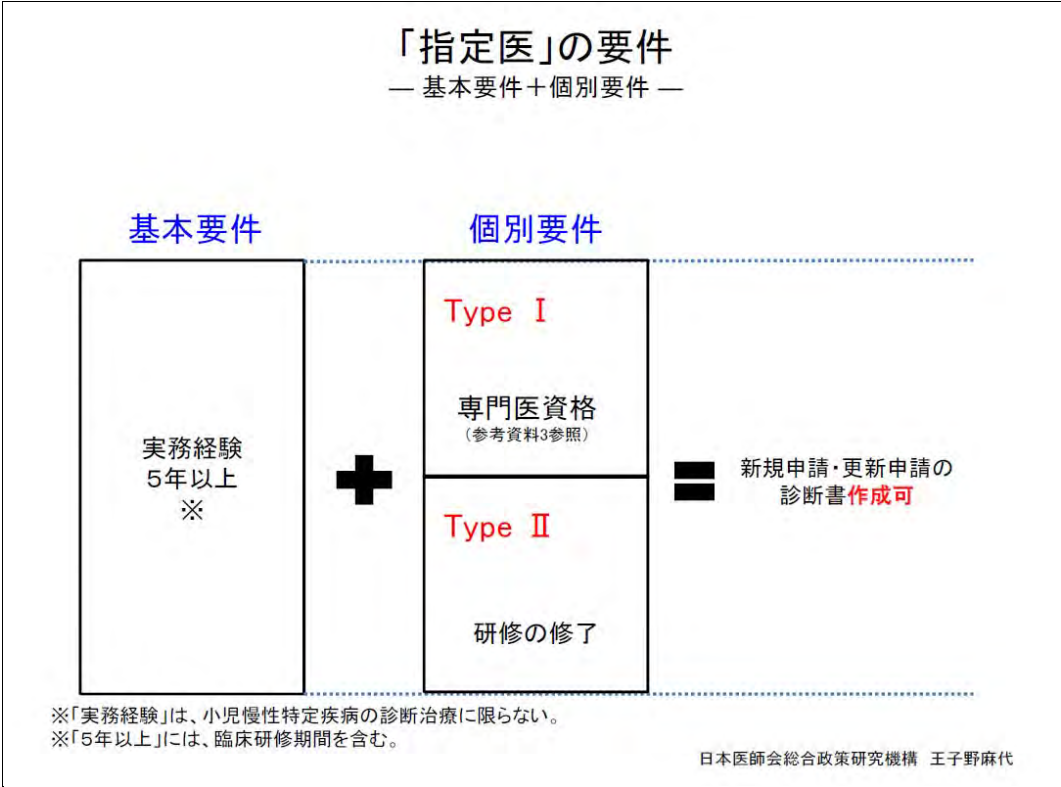 「指定医」の要件
― 基本要件＋個別要件 ―
基本要件
個別要件
実務経験
５年以上
※
Type Ⅰ
専門医資格
（参考資料3参照）
Type Ⅱ
研修の修了
新規申請・更新申請の
診断書作成可
※「実務経験」は、小児慢性特定疾病の診断治療に限らない。
※「５年以上」には、臨床研修期間を含む。
日本医師会総合政策研究機構　王子野麻代